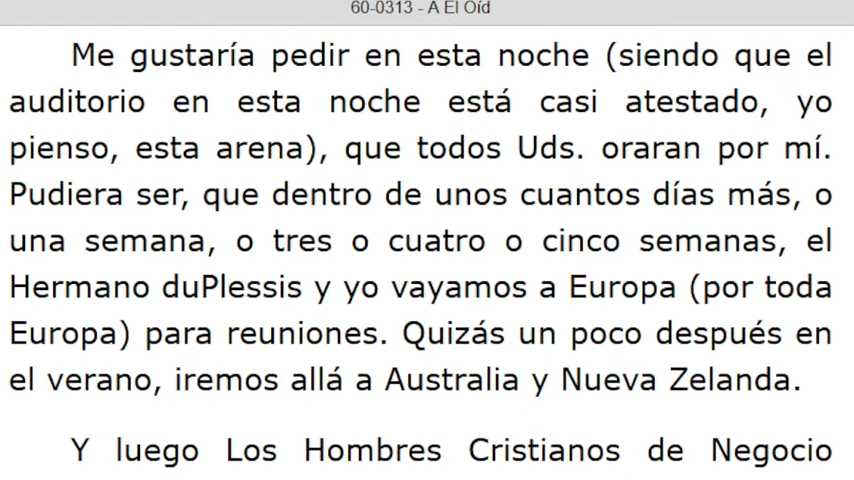 60-0313 - A El Oíd
Me gustaría pedir en esta noche (siendo que el
auditorio en esta noche está casi atestado, yo
pienso, esta arena), que todos Uds. oraran por mí.
Pudiera ser, que dentro de unos cuantos días más, o
una semana, o tres o cuatro o cinco semanas, el
Hermano duPlessis y yo vayamos a Europa (por toda
Europa) para reuniones. Quizás un poco después en
el verano, iremos allá a Australia y Nueva Zelanda.
Y luego Los Hombres Cristianos de Negocio